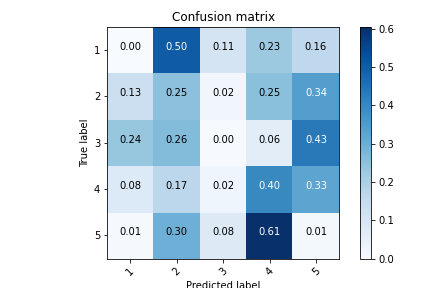 Confusion matrix
1 0.00 0.50 0.11 0.23 0.16
2 0.13 0.25 0.02 0.25 0.34
3 0.24 0.26 0.00 0.06 0.43
4 0.08 0.17 0.02 0.40 0.33
5 0.01 0.30 0.08 0.61 0.01
1 2 3 4 5
True label
Predicted label
0.6
0.5
0.4
0.3
0.2
0.1
0.0